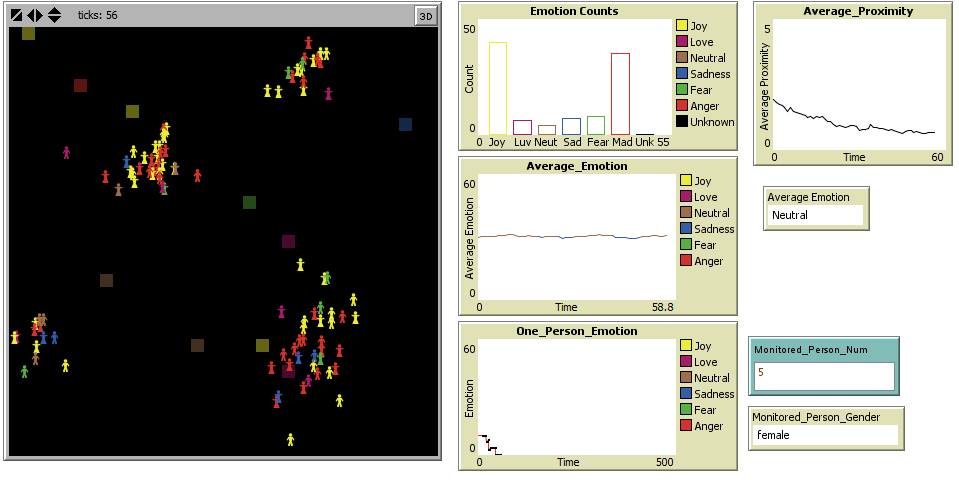 ticks: 56
3D
Emotion Counts
50
Count
0
Joy Luv Neut Sad Fear Mad Unk 55
Joy
Love
Neutral
Sadness
Fear
Anger
Unknown
Average_Proximity
5
Average Proximity
0
0 Time 60
Average_Emotion
60
Average Emotion
0
0 Time 58.8
Joy
Love
Neutral
Sadness
Fear
Anger
Average Emotion
Neutral
One_Person_Emotion
60
Emotion
0
0 Time 500
Joy
Love
Neutral
Sadness
Fear
Anger
Monitored_Person_Num
5
Monitored_Person_Gender
female